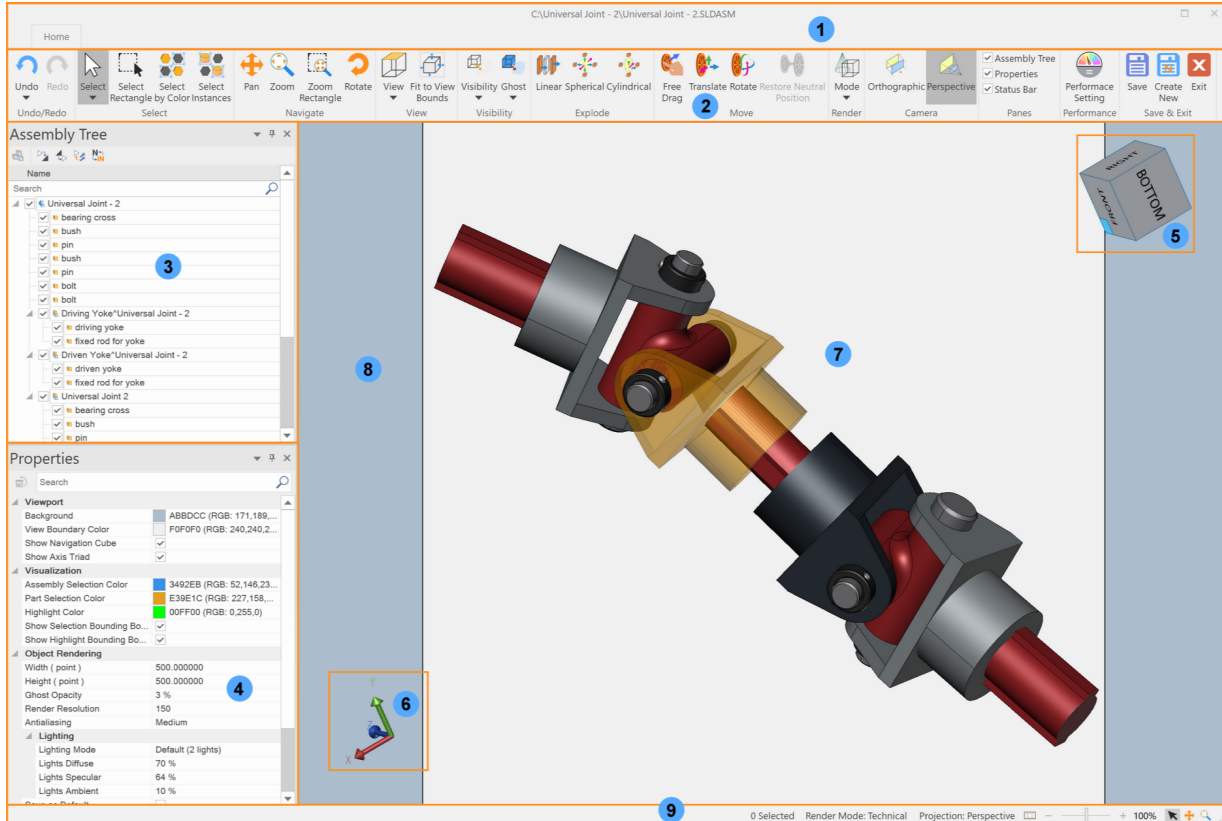 C:\Universal Joint - 2\Universal Joint - 2.SLDASM
1
Home
Undo
Redo
Select
Select Rectangle
Select by Color
Select Instances
Pan
Zoom
Zoom Rectangle
Rotate
View
Fit to View Bounds
Visibility
Ghost
Linear
Spherical
Cylindrical
Free Drag
Translate
Rotate
Restore Neutral Position
Mode
Orthographic
Perspective
Assembly Tree
Properties
Status Bar
Performace Setting
Save
Create New
Exit
2
Undo/Redo
Select
Navigate
View
Visibility
Explode
Move
Render
Camera
Panes
Performance
Save & Exit
Assembly Tree
N
IN
Name
Search
Universal Joint - 2
bearing cross
bush
pin
bush
pin
bolt
bolt
Driving Yoke^Universal Joint - 2
driving yoke
fixed rod for yoke
Driven Yoke^Universal Joint - 2
driven yoke
fixed rod for yoke
Universal Joint 2
bearing cross
bush
pin
3
Properties
Search
Viewport
Background ABBDCC (RGB: 171,189,...
View Boundary Color F0F0F0 (RGB: 240,240,2...
Show Navigation Cube
Show Axis Triad
Visualization
Assembly Selection Color 3492EB (RGB: 52,146,23...
Part Selection Color E39E1C (RGB: 227,158,...
Highlight Color 00FF00 (RGB: 0,255,0)
Show Selection Bounding Bo...
Show Highlight Bounding Bo...
Object Rendering
Width ( point ) 500.000000
Height ( point ) 500.000000
Ghost Opacity 3 %
Render Resolution 150
Antialiasing Medium
Lighting
Lighting Mode Default (2 lights)
Lights Diffuse 70 %
Lights Specular 64 %
Lights Ambient 10 %
4
RIGHT
FRONT
BOTTOM
5
7
8
Y
Z
X
6
9
0 Selected Render Mode: Technical Projection: Perspective 100%